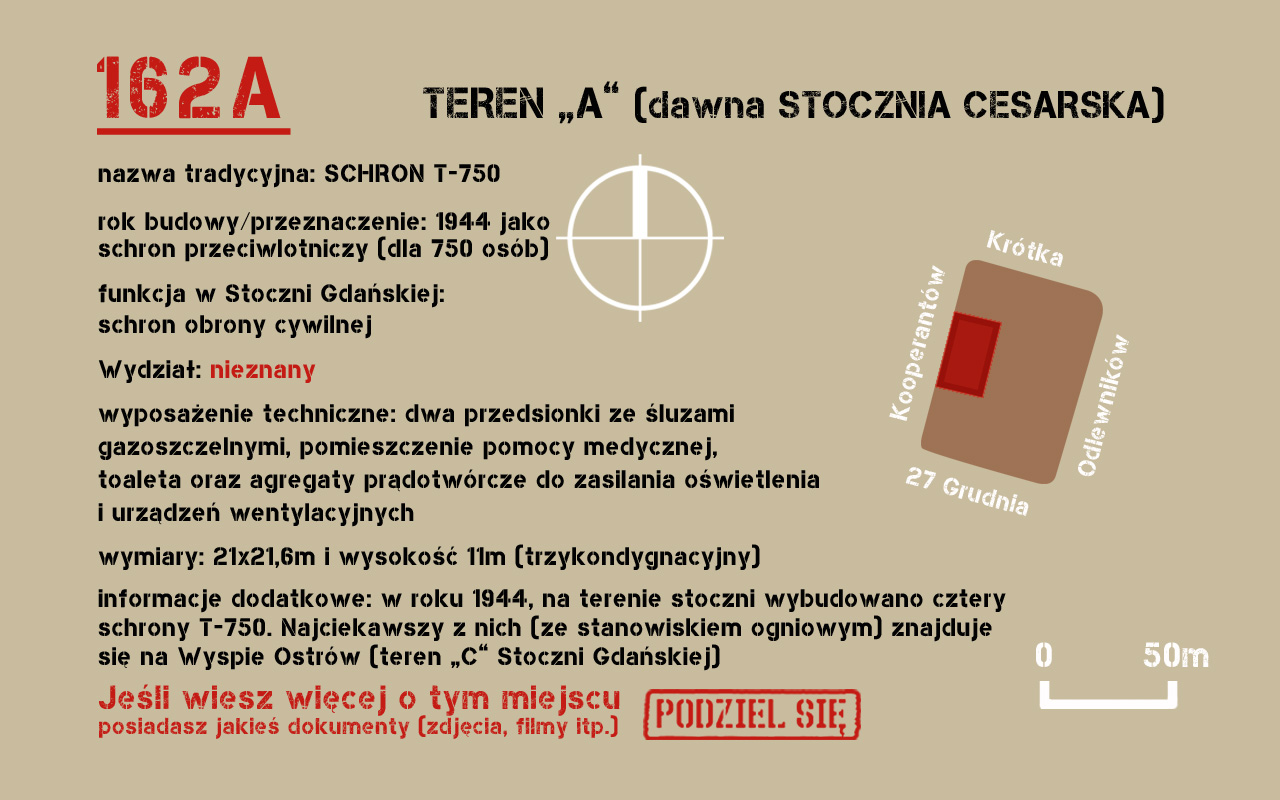 162A
TEREN „A“ (dawna STOCZNIA CESARSKA)
nazwa tradycyjna: SCHRON T-750
rok budowy/przeznaczenie: 1944 jako
schron przeciwlotniczy (dla 750 osób)
funkcja w Stoczni Gdańskiej:
schron obrony cywilnej
Wydział: nieznany
wyposażenie techniczne: dwa przedsionki ze śluzami
gazoszczelnymi, pomieszczenie pomocy medycznej,
toaleta oraz agregaty prądotwórcze do zasilania oświetlenia
i urządzeń wentylacyjnych
wymiary: 21x21,6m i wysokość 11m (trzykondygnacyjny)
informacje dodatkowe: w roku 1944, na terenie stoczni wybudowano cztery
schrony T-750. Najciekawszy z nich (ze stanowiskiem ogniowym) znajduje
się na Wyspie Ostrów (teren „C“ Stoczni Gdańskiej)
Jeśli wiesz więcej o tym miejscu
posiadasz jakieś dokumenty (zdjęcia, filmy itp.)
PODZIEL SIĘ
Krótka
Kooperantów
Odlewników
27 Grudnia
0 50m